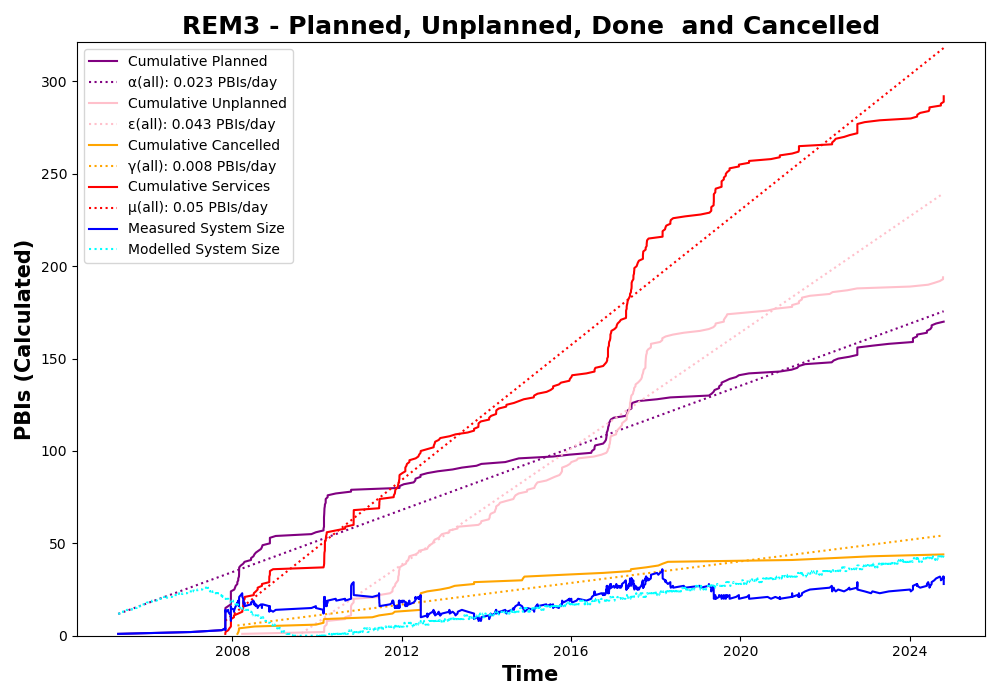 REM3 - Planned, Unplanned, Done  and Cancelled
Cumulative Planned
α(all): 0.023 PBIs/day
Cumulative Unplanned
ε(all): 0.043 PBIs/day
Cumulative Cancelled
γ(all): 0.008 PBIs/day
Cumulative Services
μ(all): 0.05 PBIs/day
Measured System Size
Modelled System Size
PBIs (Calculated)
300
250
200
150
100
50
0
2008 2012 2016 2020 2024
Time